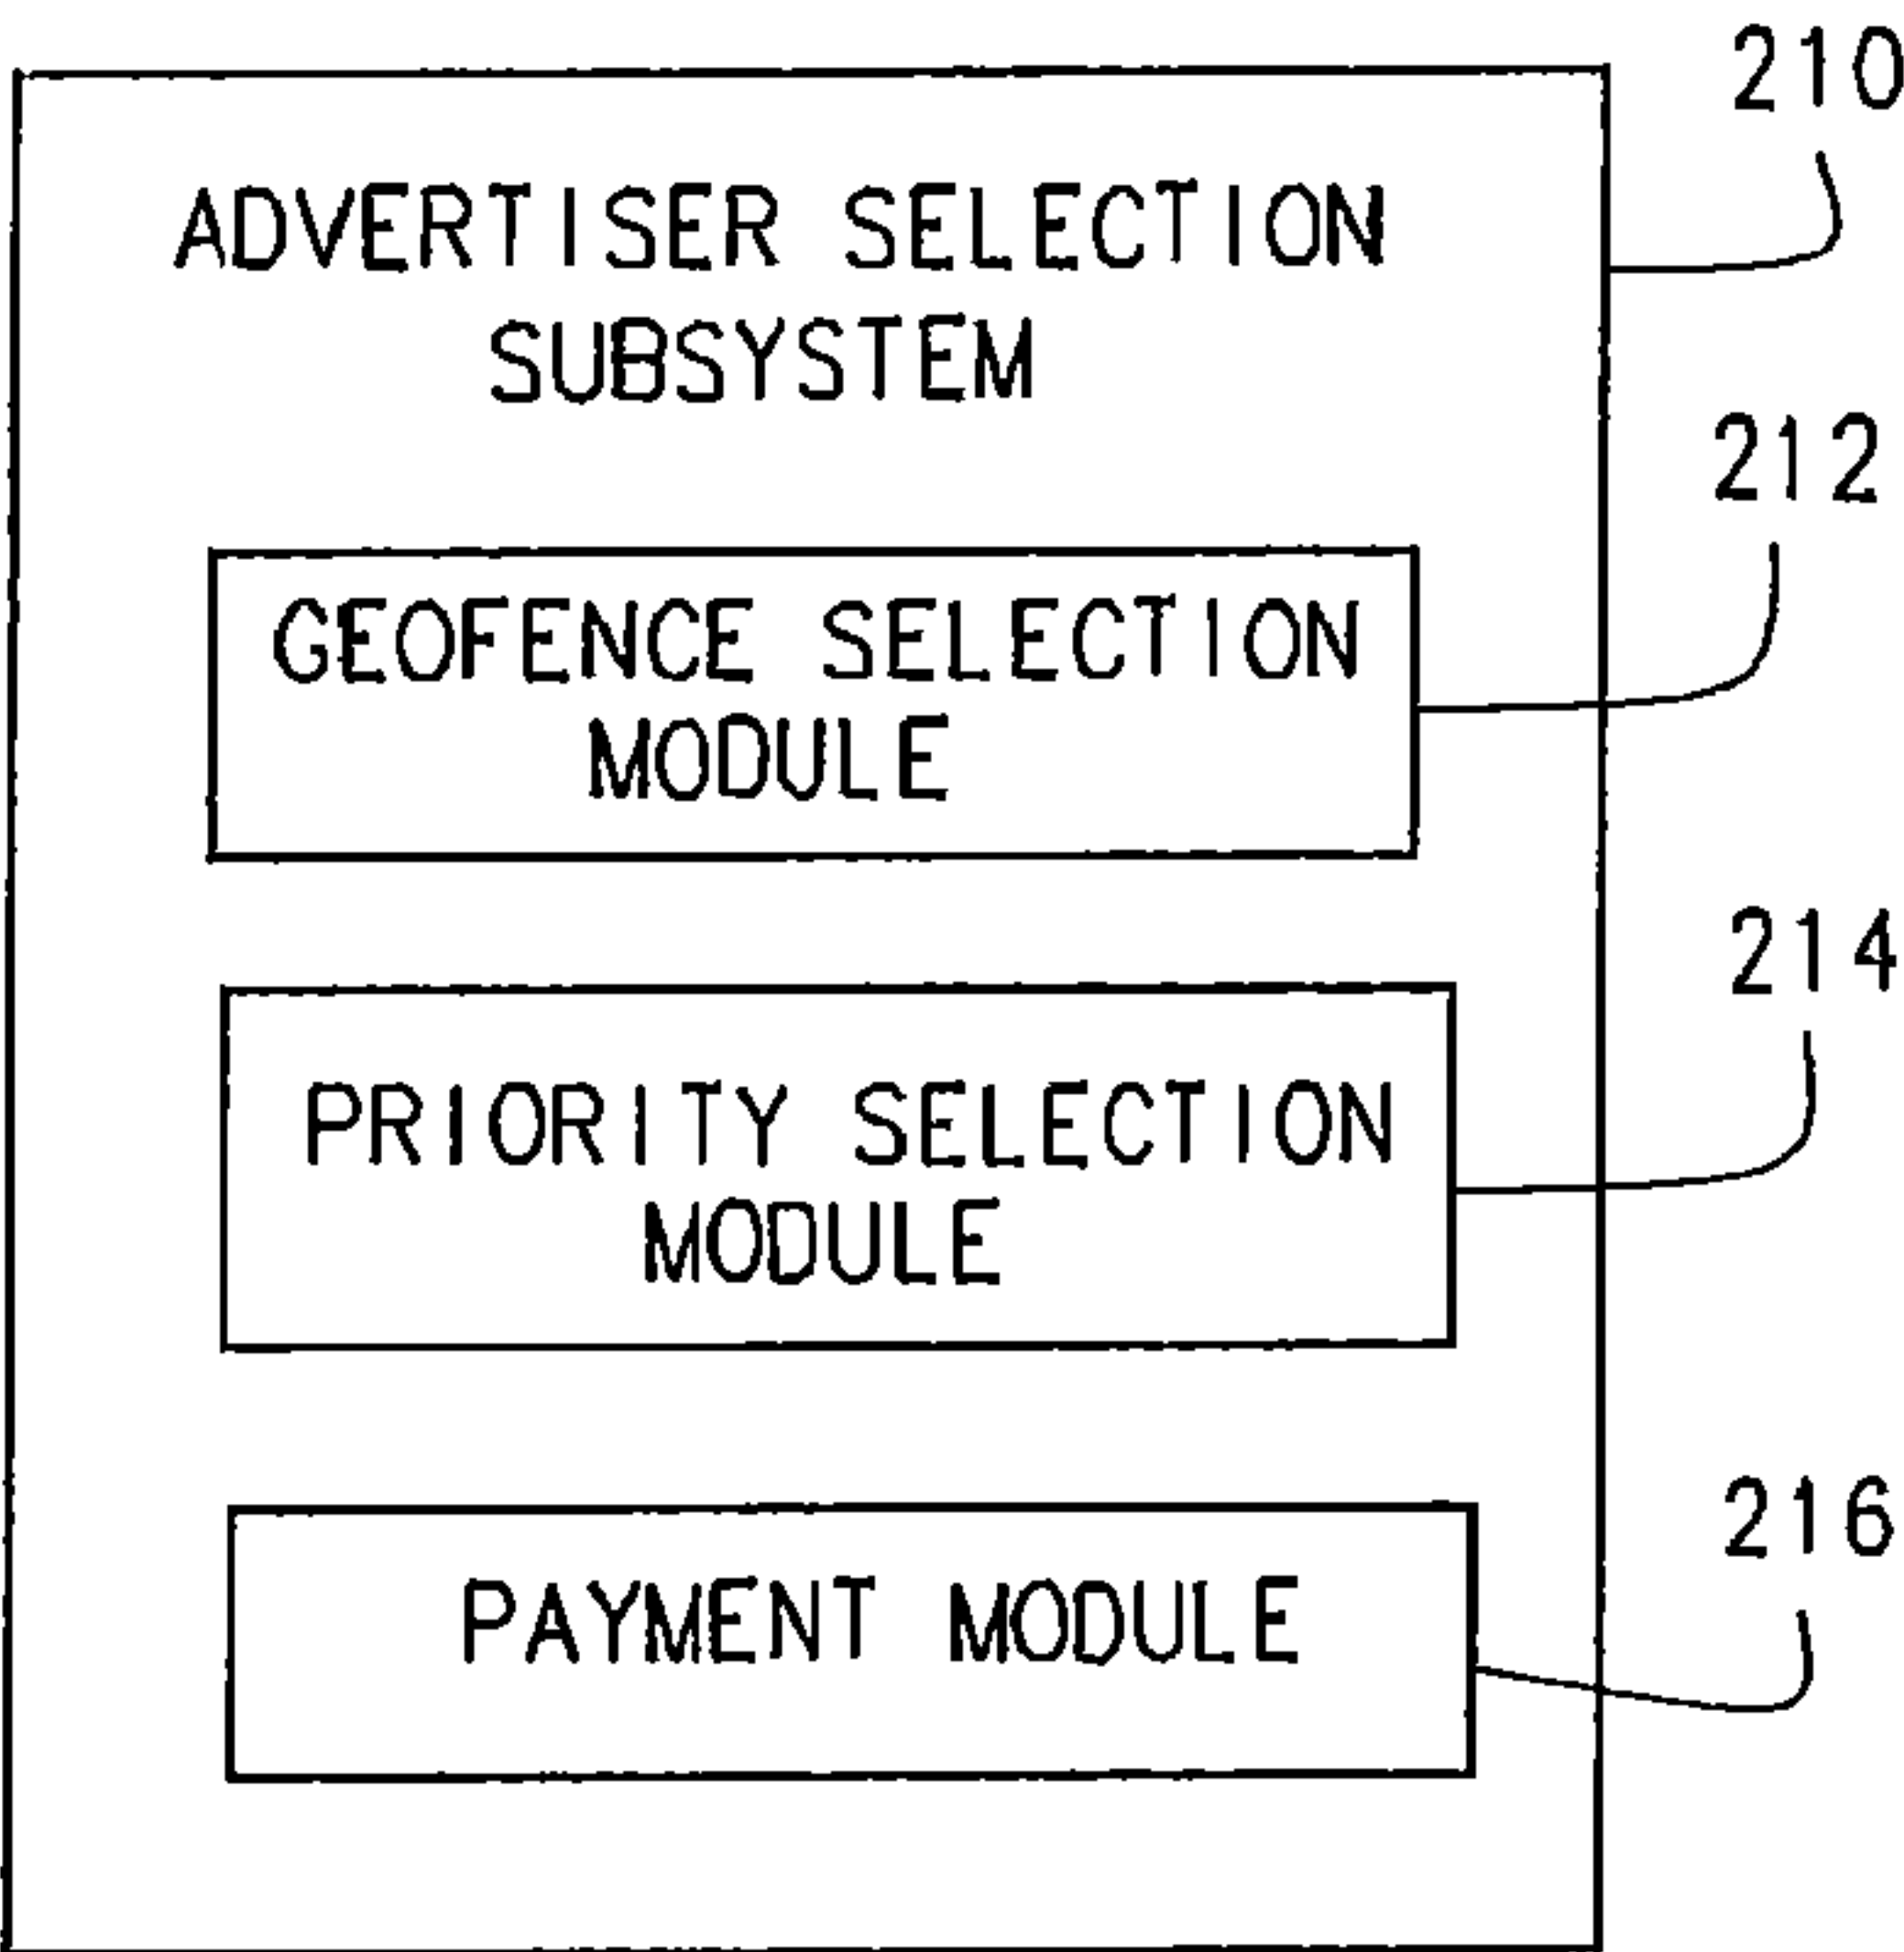 210
ADVERTISER SELECTION
SUBSYSTEM
212
GEOFENCE SELECTION
MODULE
214
PRIORITY SELECTION
MODULE
216
PAYMENT MODULE